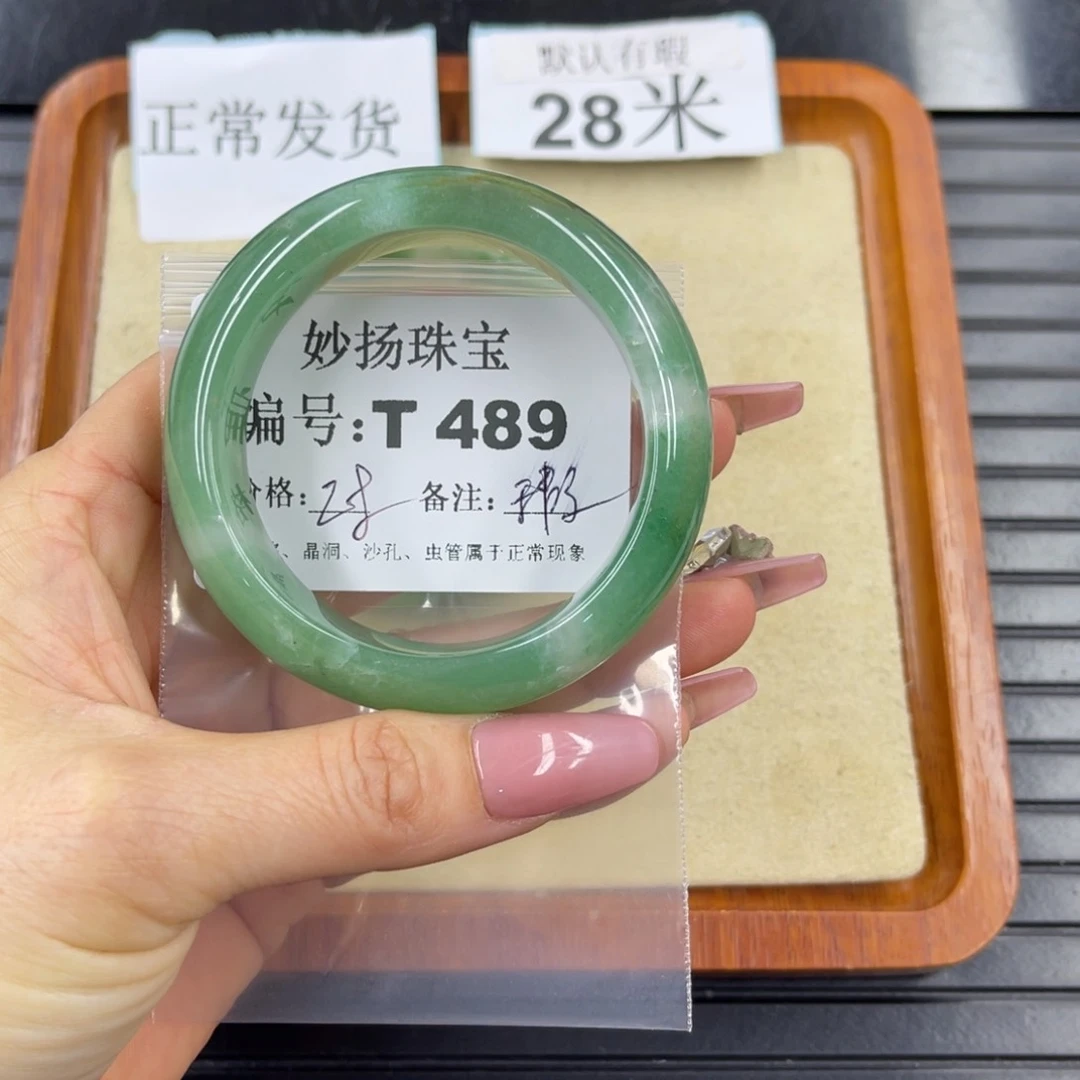 正常发货
默认有瑕
28米
妙扬珠宝
编号:T 489
价格: 备注:
晶洞、沙孔、虫管属于正常现象